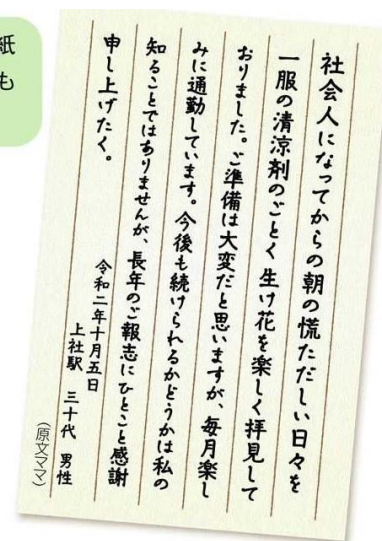 紙
も
社会人になってからの朝の慌ただしい日々を
一服の清涼剤のごとく生け花を楽しく拝見して
おりました。ご準備は大変だと思いますが、毎月楽し
みに通勤しています。今後も続けられるかどうかは私の
知ることではありませんが、長年のご報志にひとこと感謝
申し上げたく。
令和二年十月五日
上社駅 三十代 男性
（原文ママ）